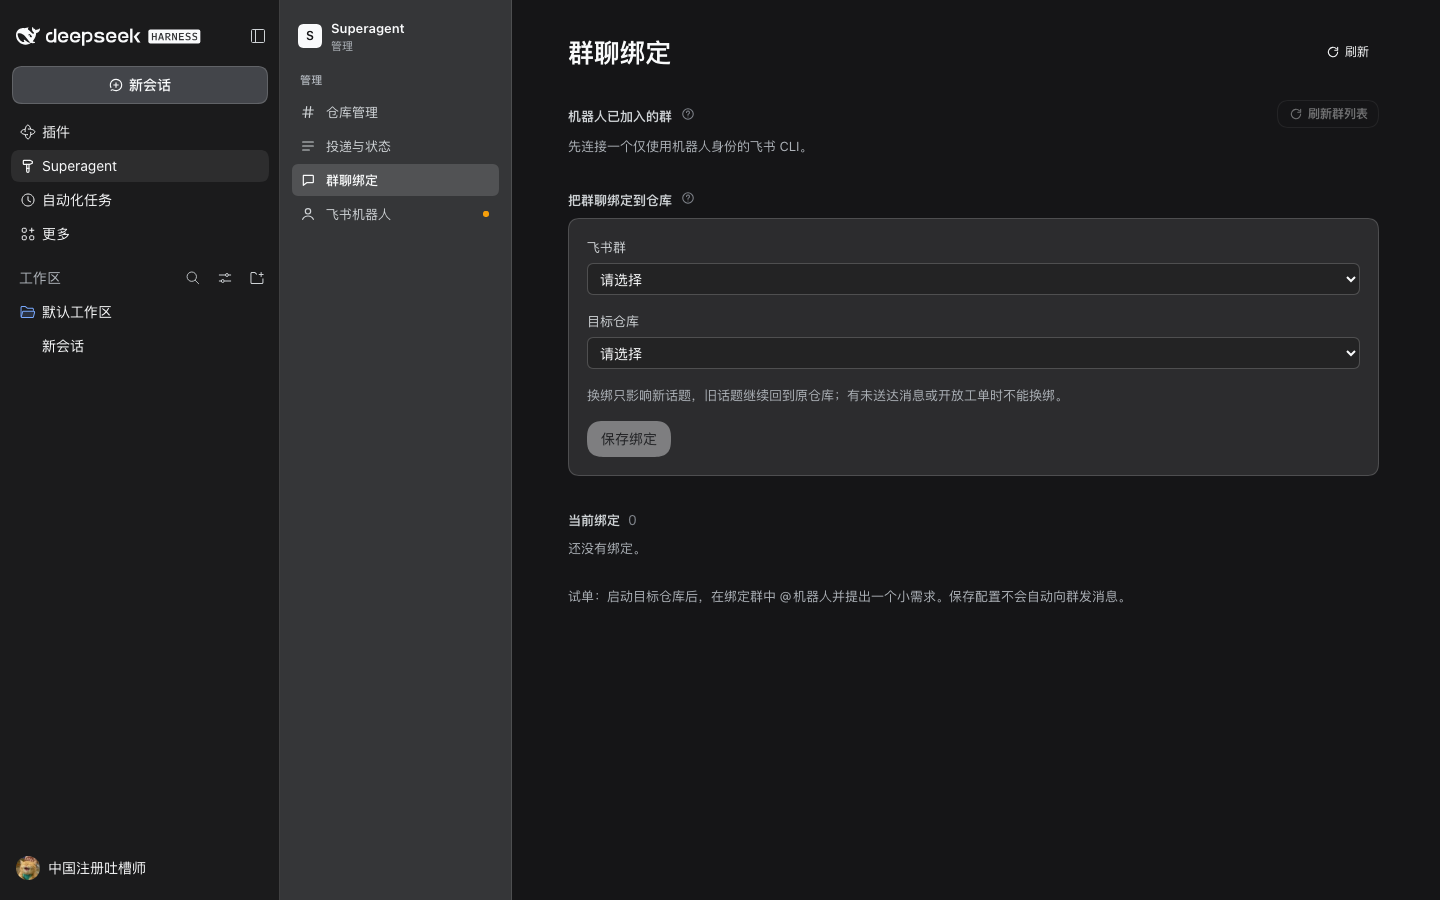 deepseek HARNESS
新会话
插件
Superagent
自动化任务
更多
工作区
默认工作区
新会话
中国注册吐槽师
S
Superagent
管理
管理
仓库管理
投递与状态
群聊绑定
飞书机器人
群聊绑定
刷新
机器人已加入的群
刷新群列表
先连接一个仅使用机器人身份的飞书 CLI。
把群聊绑定到仓库
飞书群
请选择
目标仓库
请选择
换绑只影响新话题，旧话题继续回到原仓库；有未送达消息或开放工单时不能换绑。
保存绑定
当前绑定 0
还没有绑定。
试单：启动目标仓库后，在绑定群中 @机器人并提出一个小需求。保存配置不会自动向群发消息。